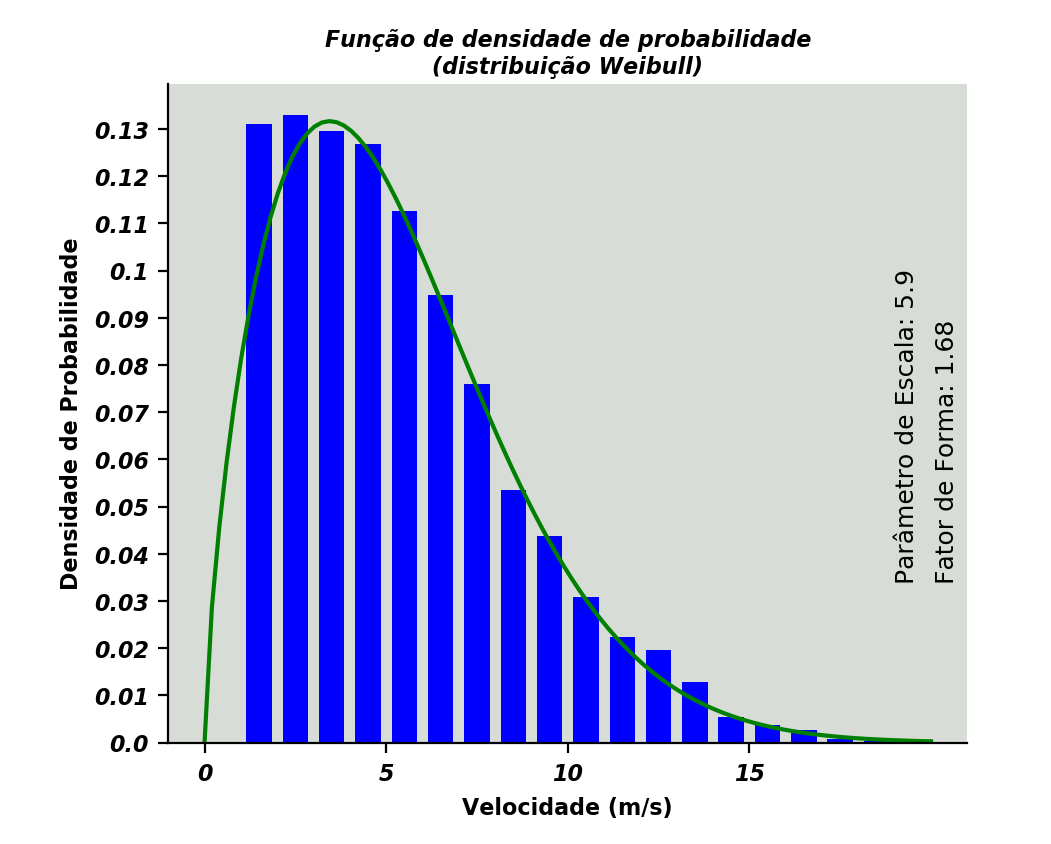 Função de densidade de probabilidade
(distribuição Weibull)
Densidade de Probabilidade
0.13
0.12
0.11
0.1
0.09
0.08
0.07
0.06
0.05
0.04
0.03
0.02
0.01
0.0
Parâmetro de Escala: 5.9
Fator de Forma: 1.68
0 5 10 15
Velocidade (m/s)